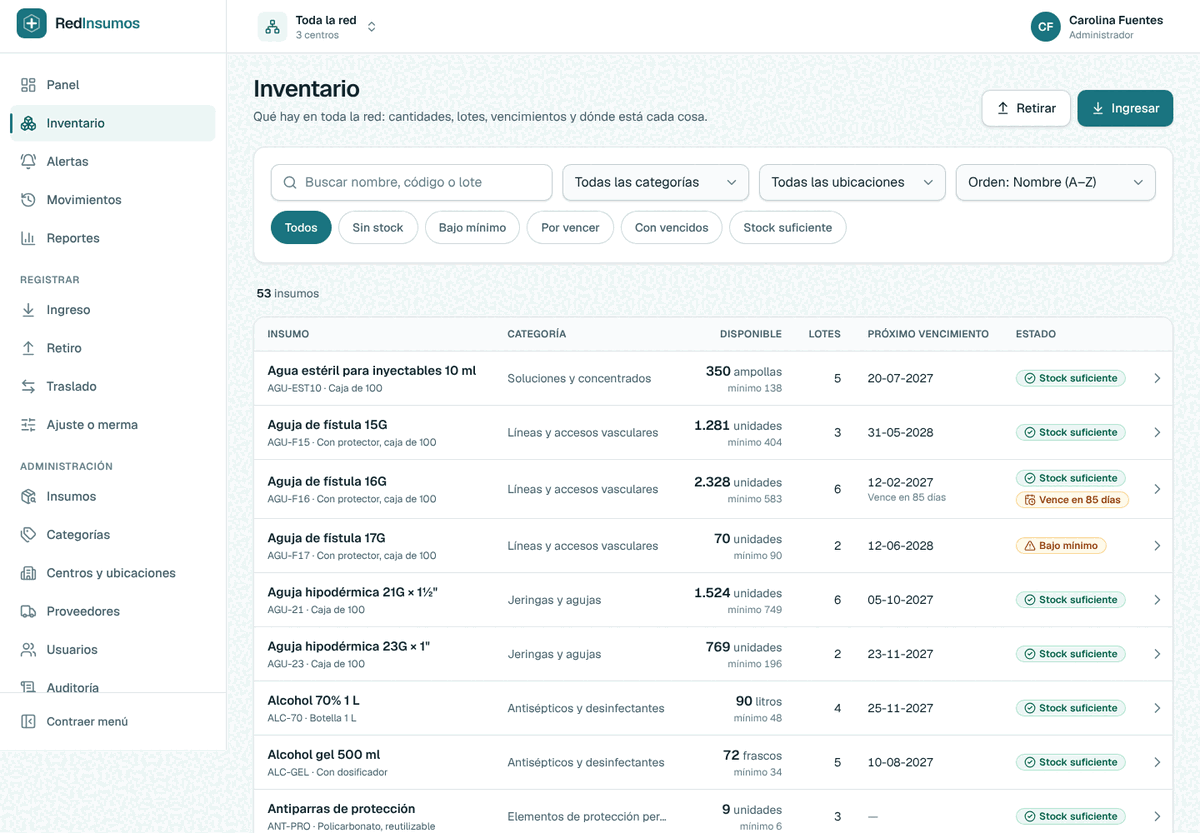 RedInsumos
Toda la red
3 centros
CF
Carolina Fuentes
Administrador
Panel
Inventario
Alertas
Movimientos
Reportes
REGISTRAR
Ingreso
Retiro
Traslado
Ajuste o merma
ADMINISTRACIÓN
Insumos
Categorías
Centros y ubicaciones
Proveedores
Usuarios
Auditoría
Contraer menú
Inventario
Qué hay en toda la red: cantidades, lotes, vencimientos y dónde está cada cosa.
Retirar
Ingresar
Buscar nombre, código o lote
Todas las categorías
Todas las ubicaciones
Orden: Nombre (A–Z)
Todos
Sin stock
Bajo mínimo
Por vencer
Con vencidos
Stock suficiente
53 insumos
INSUMO CATEGORÍA DISPONIBLE LOTES PRÓXIMO VENCIMIENTO ESTADO
Agua estéril para inyectables 10 ml
AGU-EST10 · Caja de 100
Soluciones y concentrados
350 ampollas
mínimo 138
5
20-07-2027
Stock suficiente
Aguja de fístula 15G
AGU-F15 · Con protector, caja de 100
Líneas y accesos vasculares
1.281 unidades
mínimo 404
3
31-05-2028
Stock suficiente
Aguja de fístula 16G
AGU-F16 · Con protector, caja de 100
Líneas y accesos vasculares
2.328 unidades
mínimo 583
6
12-02-2027
Vence en 85 días
Stock suficiente
Vence en 85 días
Aguja de fístula 17G
AGU-F17 · Con protector, caja de 100
Líneas y accesos vasculares
70 unidades
mínimo 90
2
12-06-2028
Bajo mínimo
Aguja hipodérmica 21G × 1½"
AGU-21 · Caja de 100
Jeringas y agujas
1.524 unidades
mínimo 749
6
05-10-2027
Stock suficiente
Aguja hipodérmica 23G × 1"
AGU-23 · Caja de 100
Jeringas y agujas
769 unidades
mínimo 196
2
23-11-2027
Stock suficiente
Alcohol 70% 1 L
ALC-70 · Botella 1 L
Antisépticos y desinfectantes
90 litros
mínimo 48
4
25-11-2027
Stock suficiente
Alcohol gel 500 ml
ALC-GEL · Con dosificador
Antisépticos y desinfectantes
72 frascos
mínimo 34
5
10-08-2027
Stock suficiente
Antiparras de protección
ANT-PRO · Policarbonato, reutilizable
Elementos de protección per…
9 unidades
mínimo 6
3
—
Stock suficiente